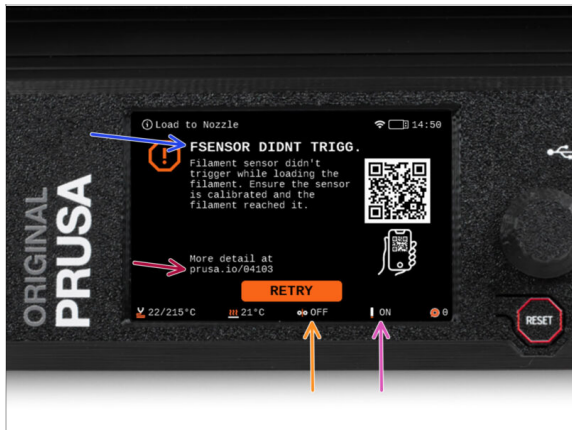 Load to Nozzle
14:50
FSENSOR DIDNT TRIGG.
Filament sensor didn't
trigger while loading the
filament. Ensure the sensor
is calibrated and the
filament reached it.
More detail at
prusa.io/04103
RETRY
22/215°C
21°C
OFF
ON
0
ORIGINAL
PRUSA
RESET